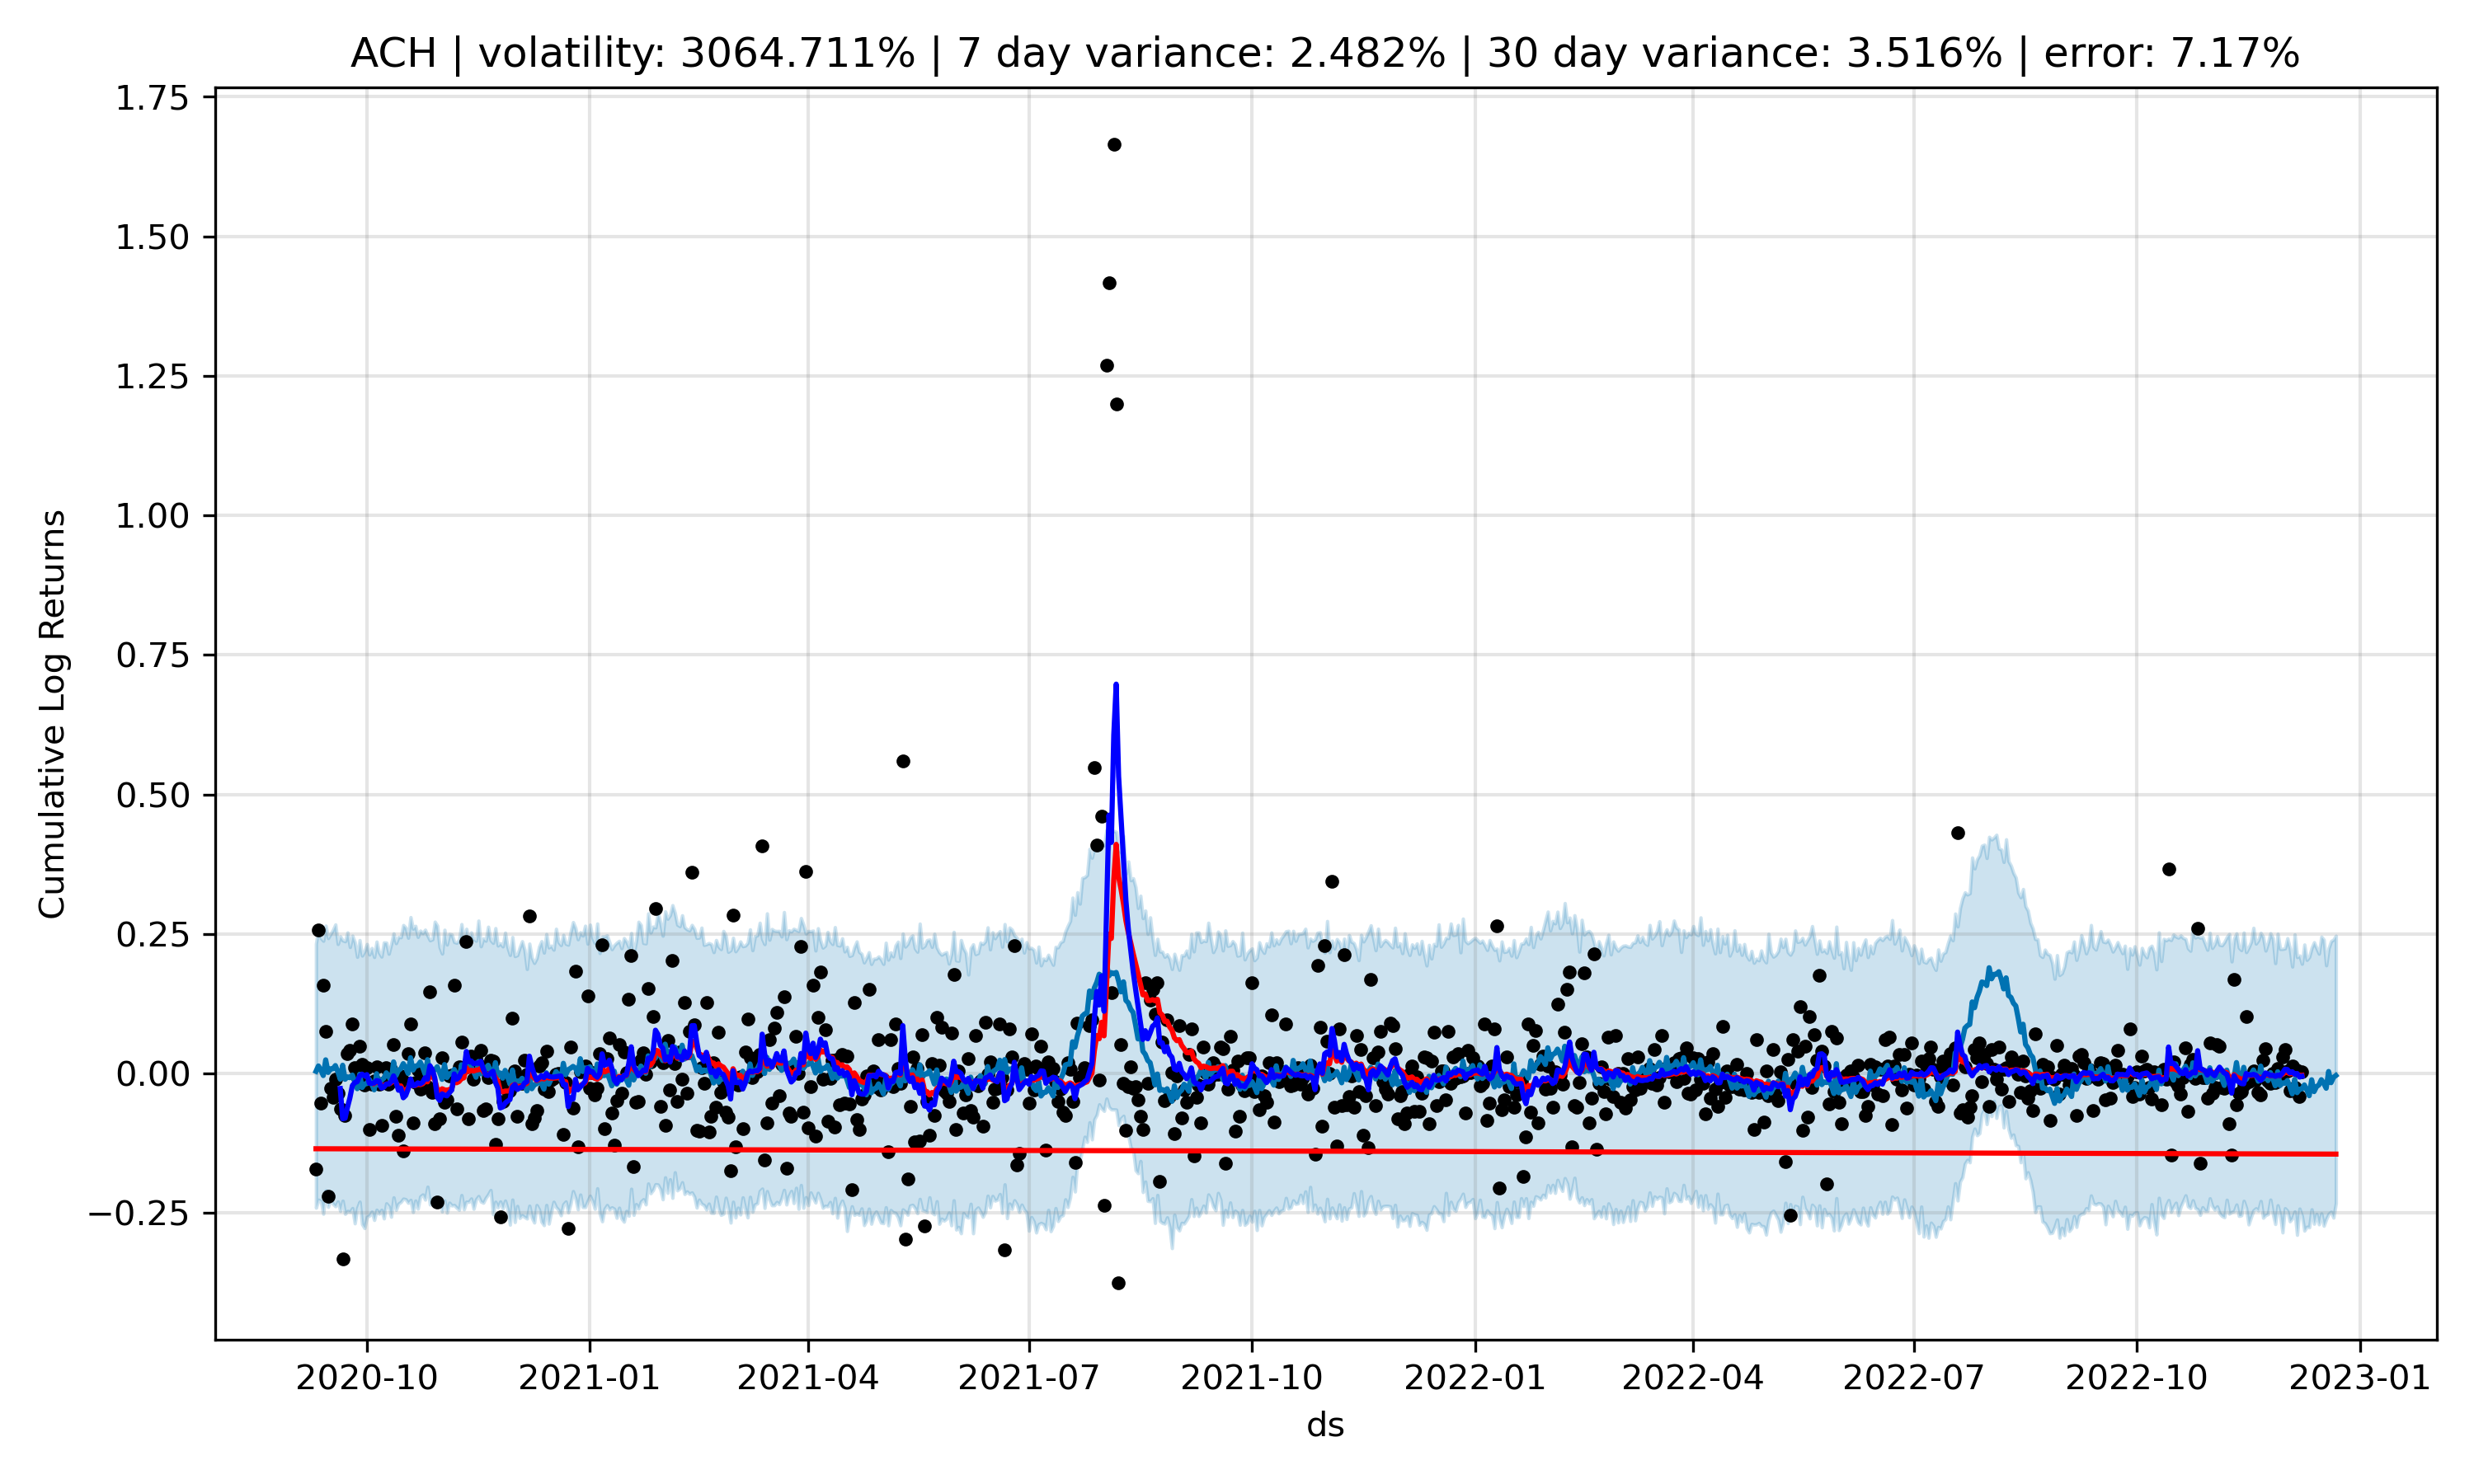 ACH | volatility: 3064.711% | 7 day variance: 2.482% | 30 day variance: 3.516% | error: 7.17%
Cumulative Log Returns
1.75
1.50
1.25
1.00
0.75
0.50
0.25
0.00
−0.25
2020-10 2021-01 2021-04 2021-07 2021-10 2022-01 2022-04 2022-07 2022-10 2023-01
ds